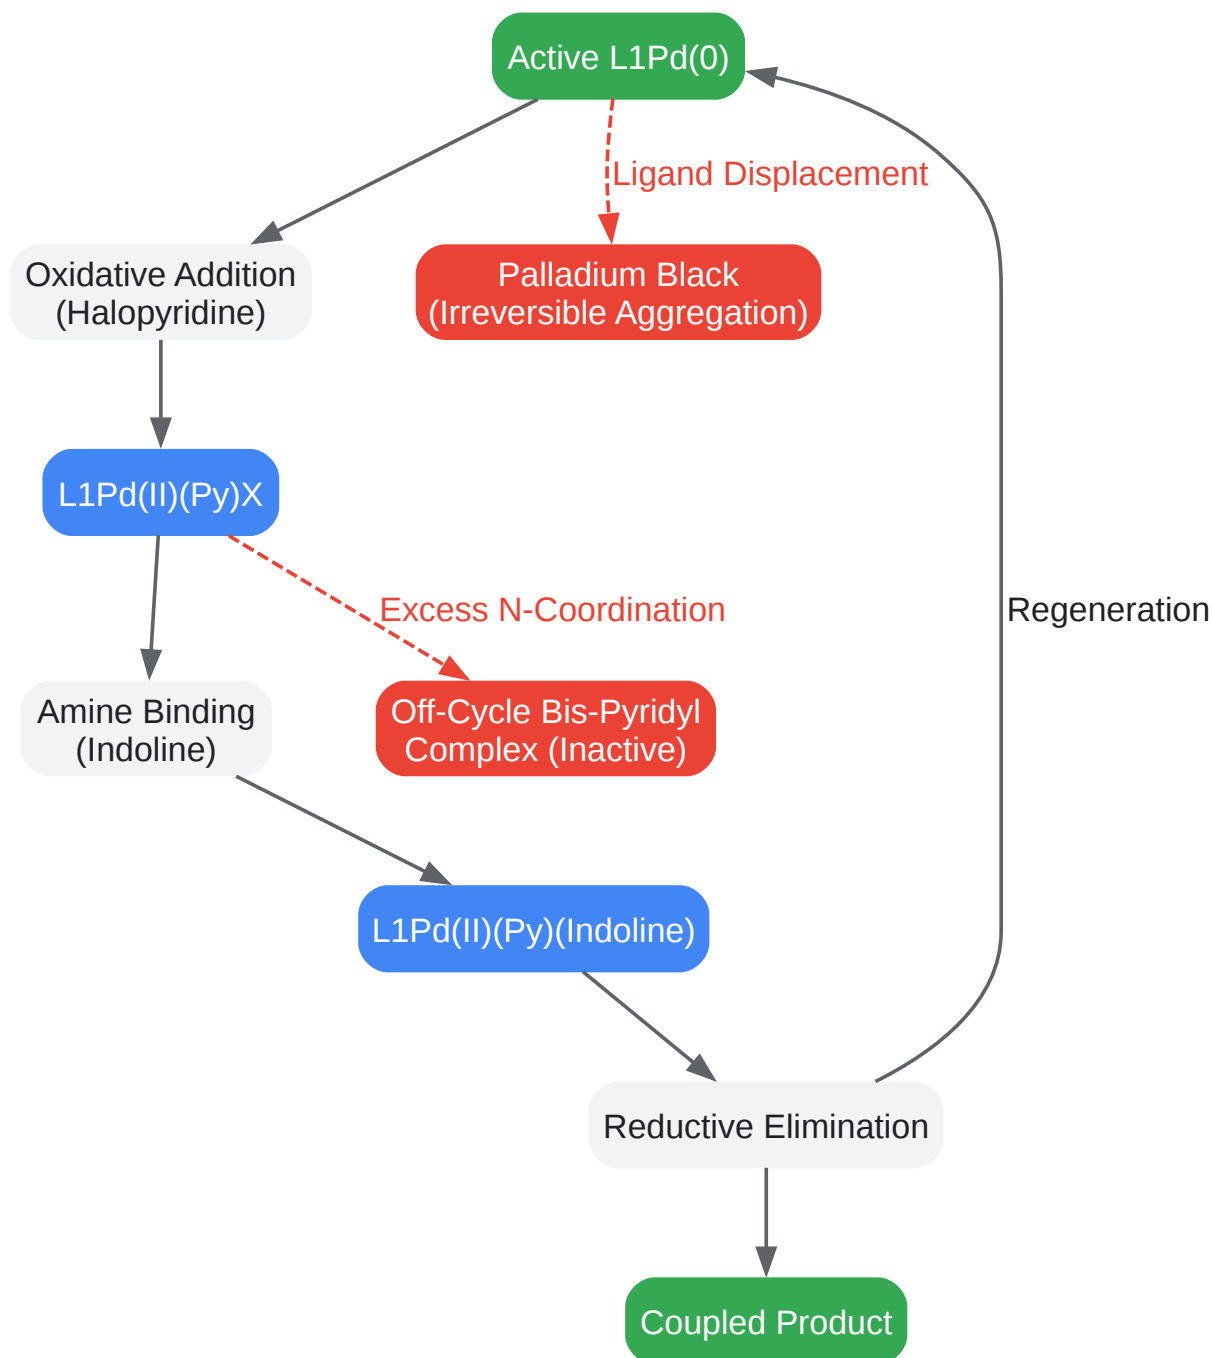 Active L1Pd(0)
Ligand Displacement
Oxidative Addition
(Halopyridine)
Palladium Black
(Irreversible Aggregation)
L1Pd(II)(Py)X
Excess N-Coordination
Regeneration
Amine Binding
(Indoline)
Off-Cycle Bis-Pyridyl
Complex (Inactive)
L1Pd(II)(Py)(Indoline)
Reductive Elimination
Coupled Product